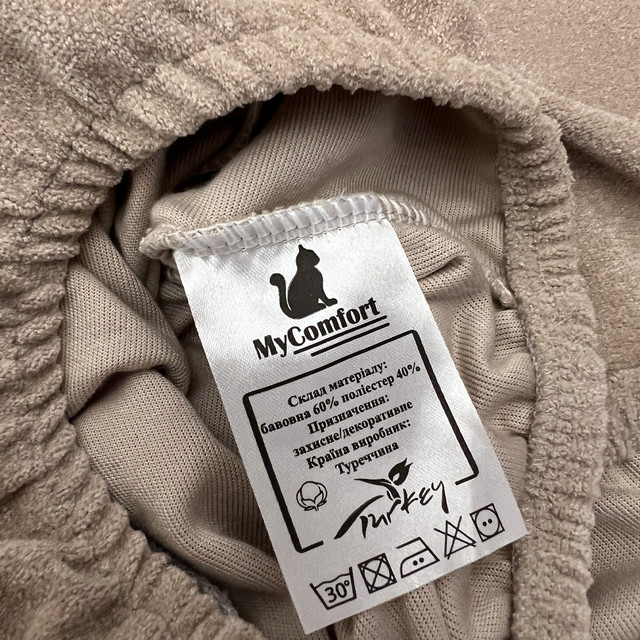 MyComfort
Склад матеріалу:
бавовна 60% поліестер 40%
Призначення:
захисне/декоративне
Країна виробник:
Туреччина
Turkey
30°